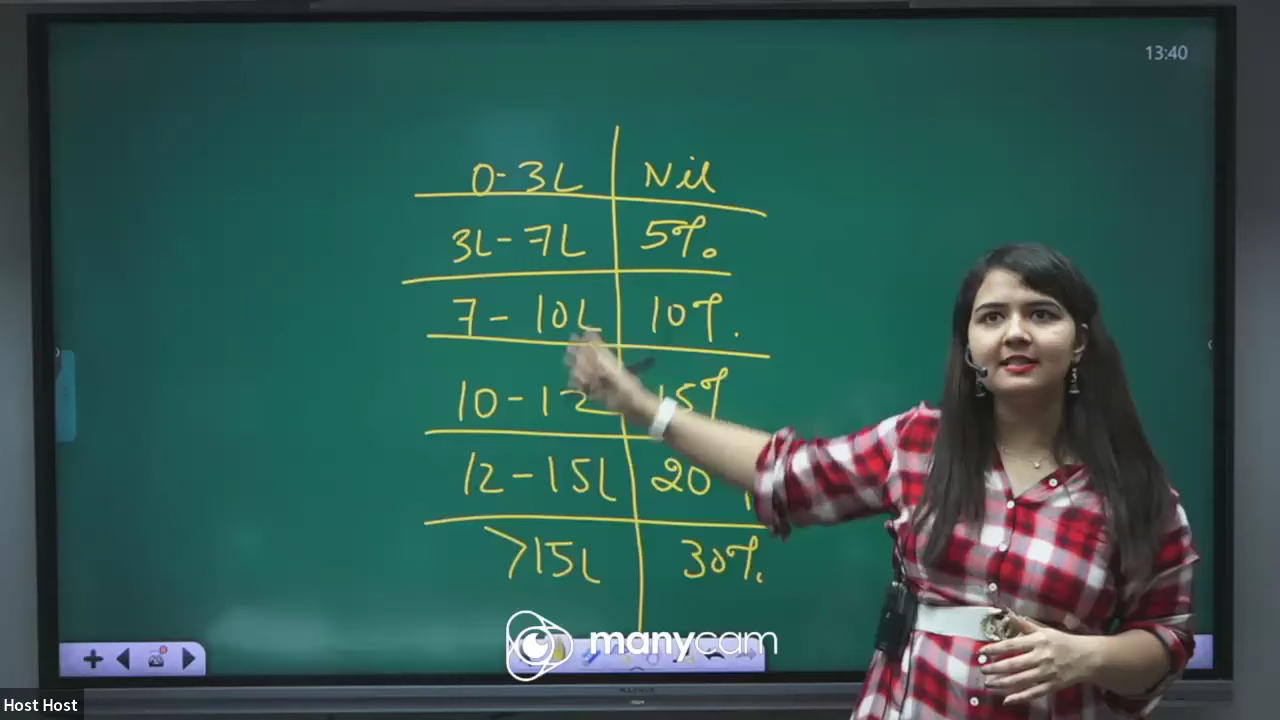 13:40
0-3L Nil
3L-7L 5%.
7-10L 10%.
10-12 15%
12-15L 20
>15L 30%.
manycam
Host Host